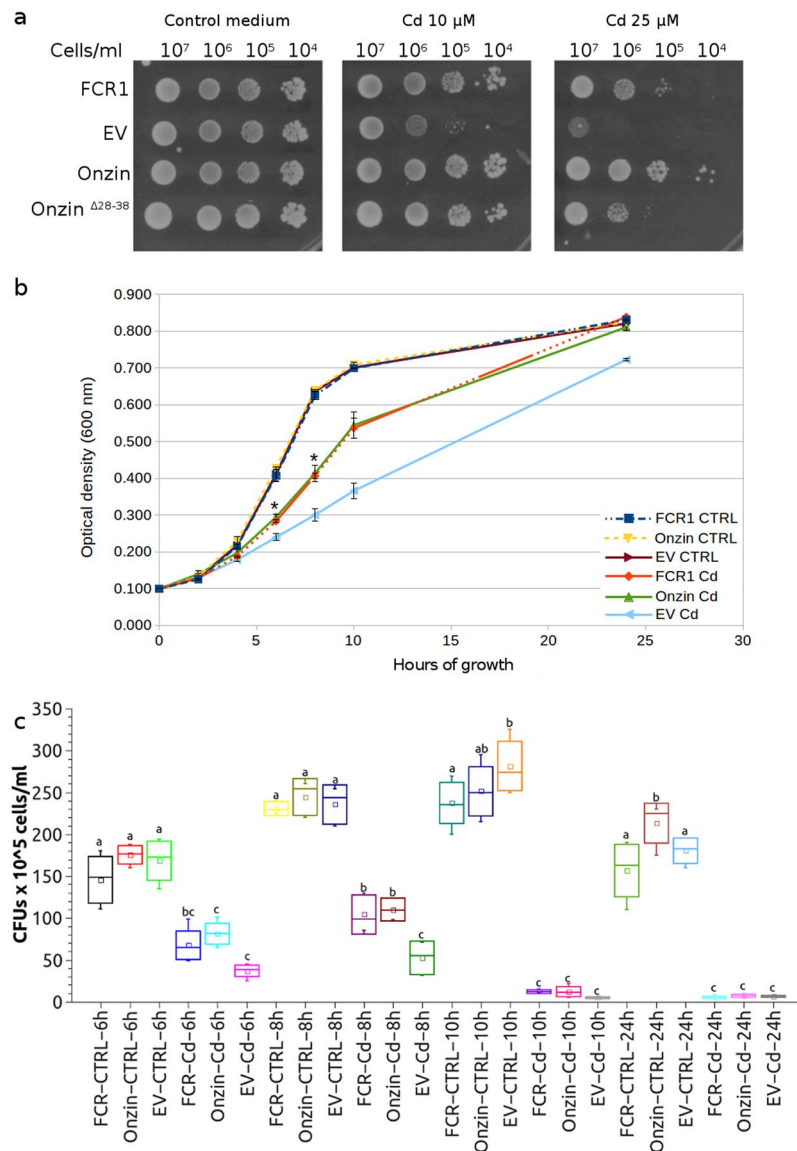 a
Control medium Cd 10 µM Cd 25 µM
Cells/ml 10⁷ 10⁶ 10⁵ 10⁴ 10⁷ 10⁶ 10⁵ 10⁴ 10⁷ 10⁶ 10⁵ 10⁴
FCR1
EV
Onzin
Onzin Δ28-38
b
0.900
0.800
0.700
0.600
0.500
0.400
0.300
0.200
0.100
0.000
Optical density (600 nm)
* *
FCR1 CTRL
Onzin CTRL
EV CTRL
FCR1 Cd
Onzin Cd
EV Cd
0 5 10 15 20 25 30
Hours of growth
c
350
300
250
200
150
100
50
0
CFUs x 10^5 cells/ml
a a a bc c c a a a b b c a ab b c c c a b a c c c
FCR−CTRL−6h
Onzin−CTRL−6h
EV−CTRL−6h
FCR−Cd−6h
Onzin−Cd−6h
EV−Cd−6h
FCR−CTRL−8h
Onzin−CTRL−8h
EV−CTRL−8h
FCR−Cd−8h
Onzin−Cd−8h
EV−Cd−8h
FCR−CTRL−10h
Onzin−CTRL−10h
EV−CTRL−10h
FCR−Cd−10h
Onzin−Cd−10h
EV−Cd−10h
FCR−CTRL−24h
Onzin−CTRL−24h
EV−CTRL−24h
FCR−Cd−24h
Onzin−Cd−24h
EV−Cd−24h